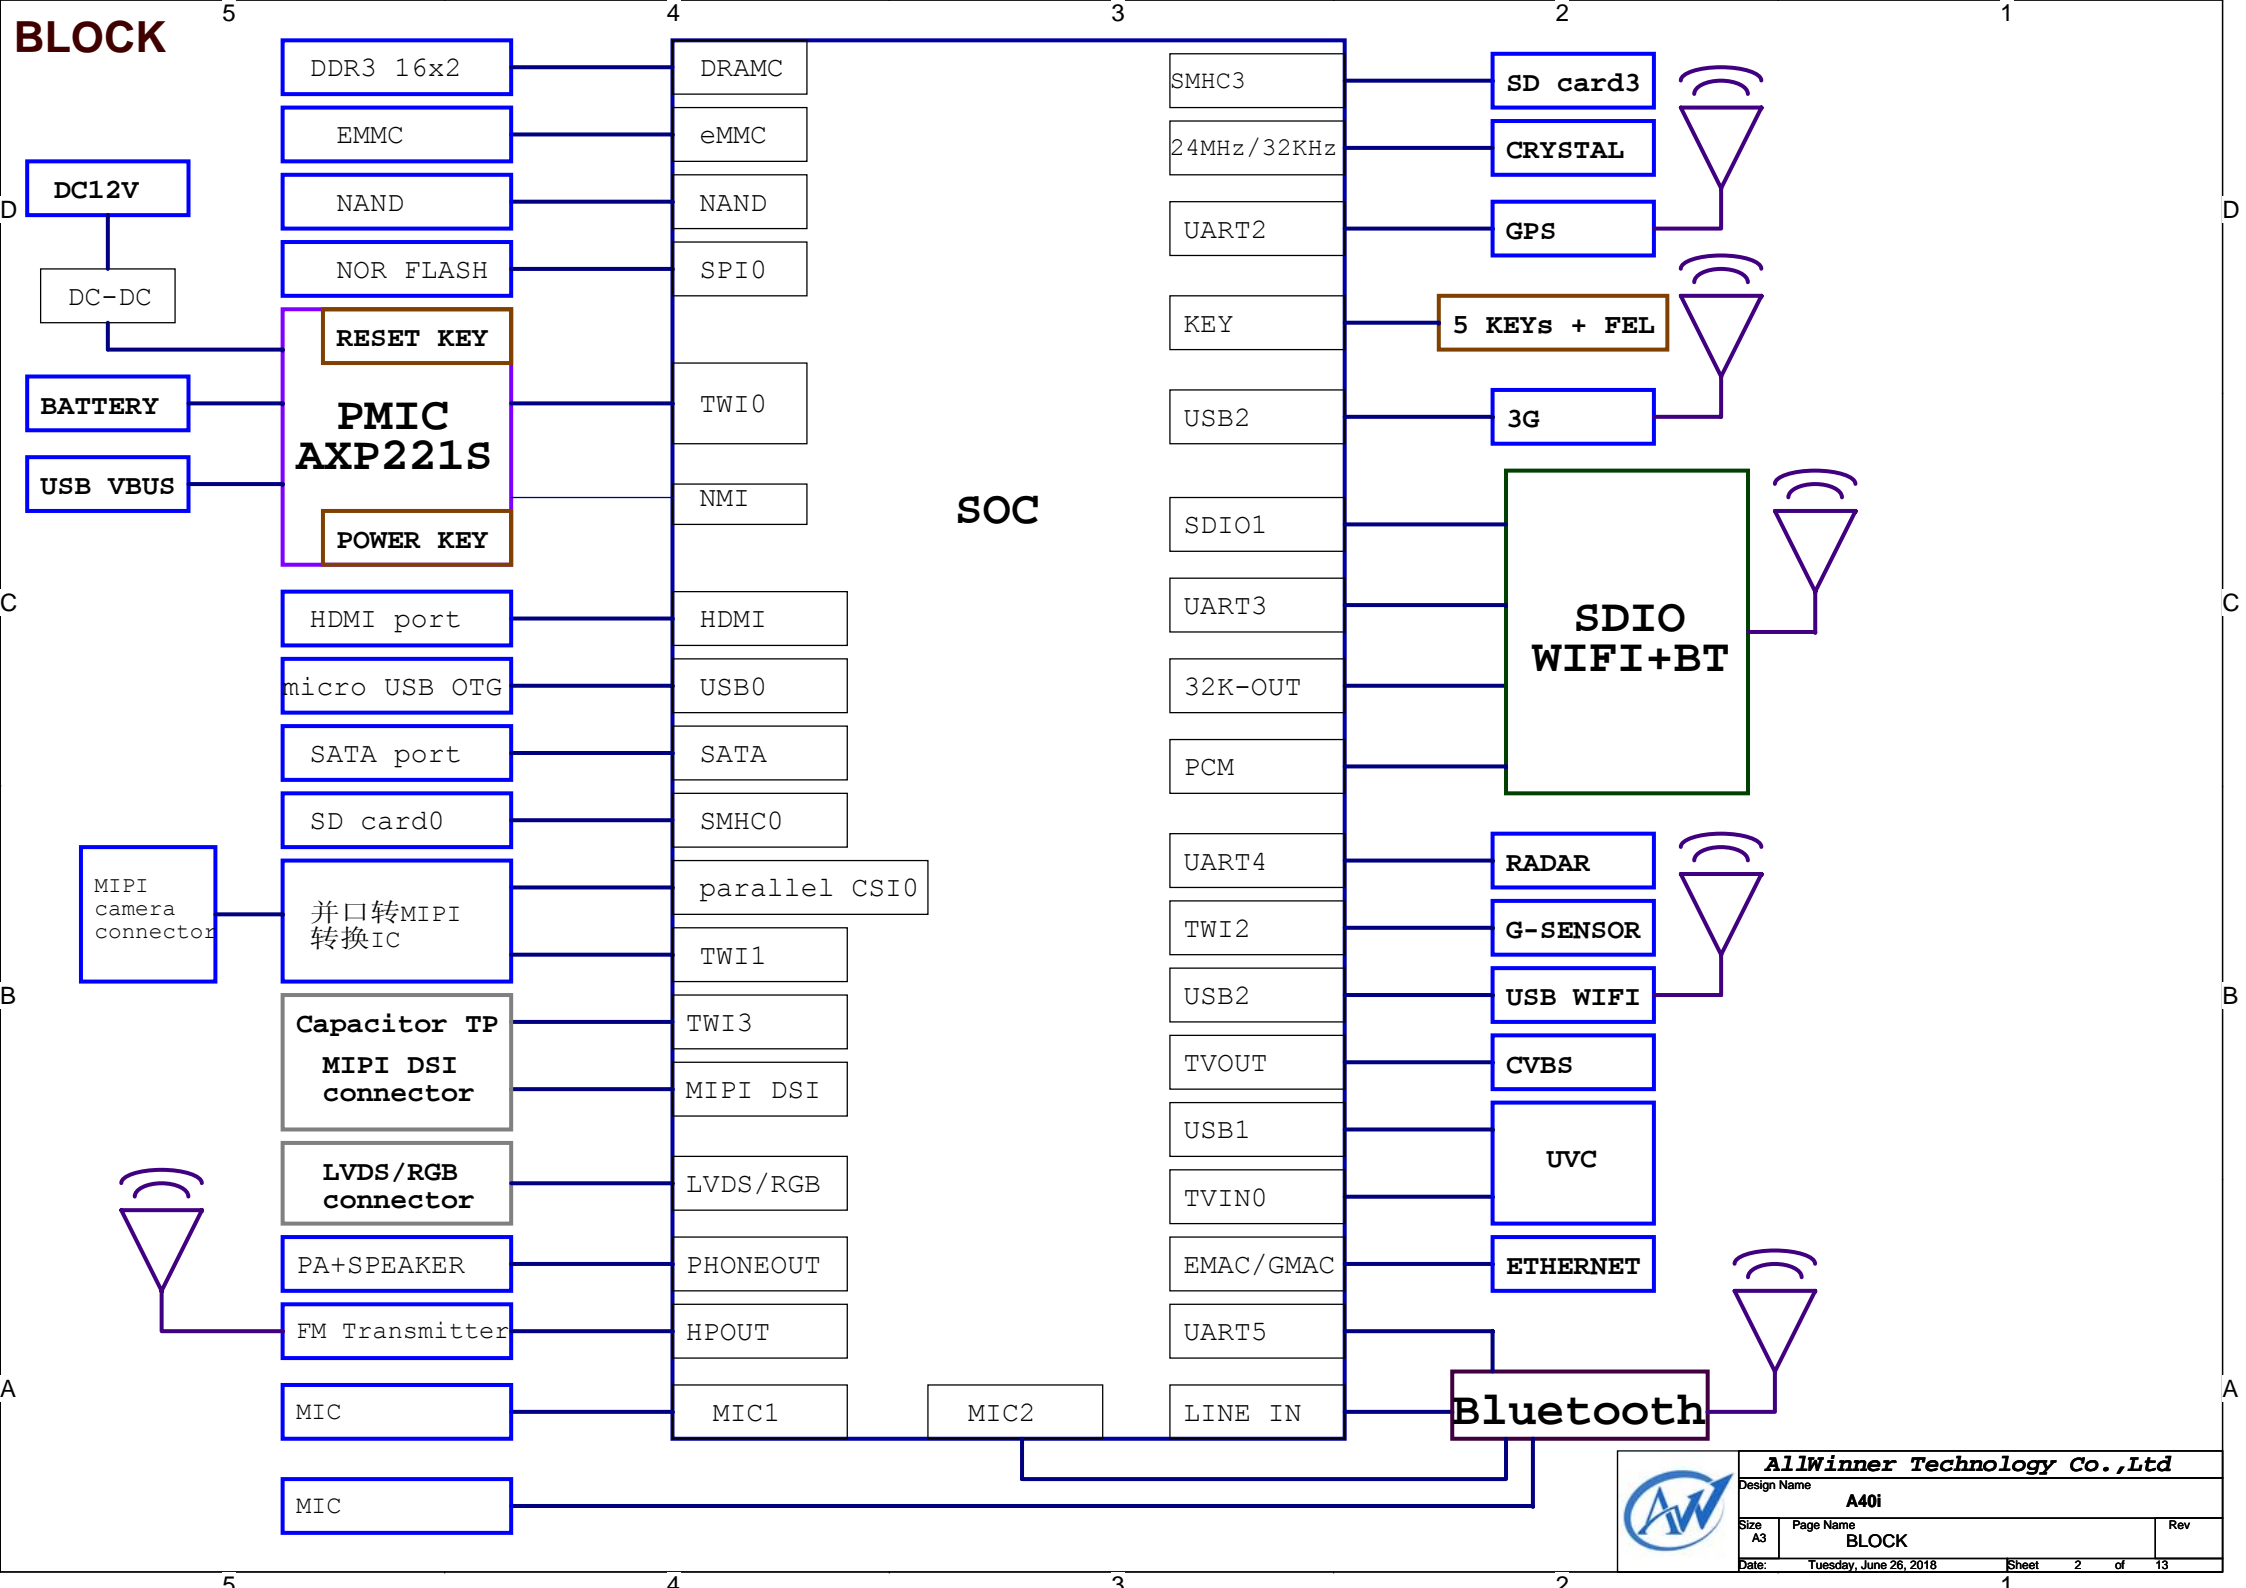 5
4
3
2
1
BLOCK
DDR3 16x2
DRAMC
SMHC3
SD card3
EMMC
eMMC
24MHz/32KHz
CRYSTAL
DC12V
NAND
NAND
D
D
UART2
GPS
NOR FLASH
SPI0
DC-DC
RESET KEY
KEY
5 KEYs + FEL
BATTERY
PMIC
AXP221S
TWI0
USB2
3G
USB VBUS
NMI
SOC
SDIO1
POWER KEY
C
C
HDMI port
HDMI
UART3
SDIO
WIFI+BT
micro USB OTG
USB0
32K-OUT
SATA port
SATA
PCM
SD card0
SMHC0
MIPI
camera
connector
并口转MIPI
转换IC
parallel CSI0
UART4
RADAR
TWI1
TWI2
G-SENSOR
B
B
USB2
USB WIFI
Capacitor TP
TWI3
MIPI DSI
connector
MIPI DSI
TVOUT
CVBS
USB1
UVC
LVDS/RGB
connector
LVDS/RGB
TVIN0
PA+SPEAKER
PHONEOUT
EMAC/GMAC
ETHERNET
FM Transmitter
HPOUT
UART5
A
A
MIC
MIC1
MIC2
LINE IN
Bluetooth
MIC
AW
AllWinner Technology Co.,Ltd
Design Name
A40i
Size
A3
Page Name
BLOCK
Rev
Date:
Tuesday, June 26, 2018
Sheet 2 of 13
5
4
3
2
1